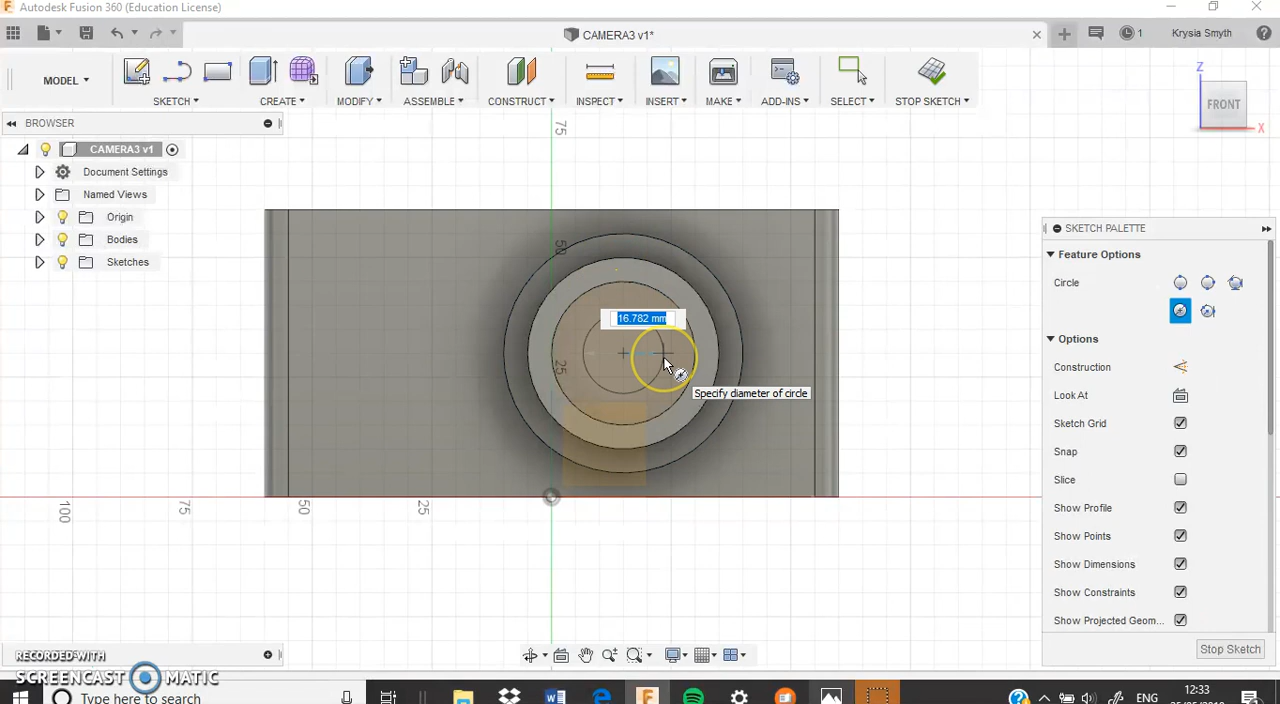 Autodesk Fusion 360 (Education License)
CAMERA3 v1*
1
Krysia Smyth
MODEL
SKETCH
CREATE
MODIFY
ASSEMBLE
CONSTRUCT
INSPECT
INSERT
MAKE
ADD-INS
SELECT
STOP SKETCH
BROWSER
CAMERA3 v1
Document Settings
Named Views
Origin
Bodies
Sketches
Z
FRONT
X
75
50
25
100
75
50
25
16.782 mm
Specify diameter of circle
SKETCH PALETTE
Feature Options
Circle
Options
Construction
Look At
Sketch Grid
Snap
Slice
Show Profile
Show Points
Show Dimensions
Show Constraints
Show Projected Geom...
Stop Sketch
RECORDED WITH
SCREENCAST MATIC
Type here to search
ENG
12:33